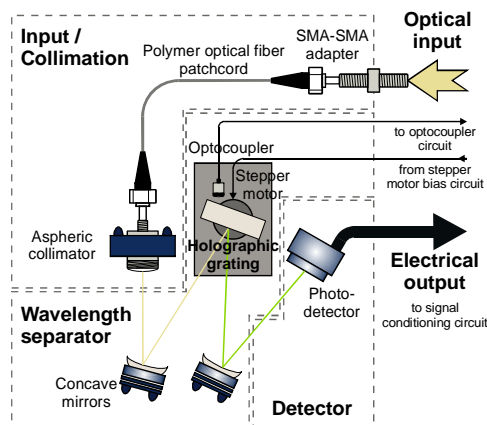 Input /
Collimation
Polymer optical fiber
patchcord
SMA-SMA
adapter
Optical
input
to optocoupler
circuit
Optocoupler
from stepper
motor bias circuit
Stepper
motor
Aspheric
collimator
Holographic
grating
Electrical
output
Photo-
detector
to signal
conditioning circuit
Wavelength
separator
Concave
mirrors
Detector